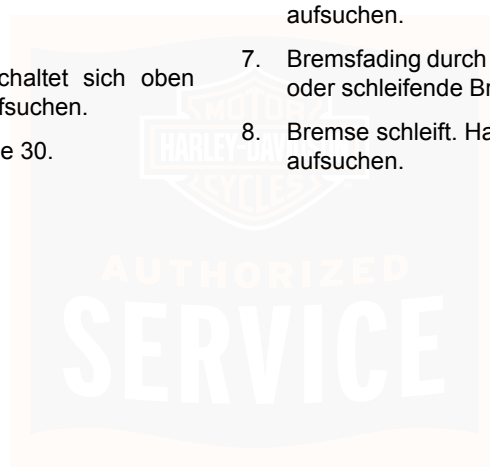 chaltet sich oben
fsuchen.
e 30.
aufsuchen.
7. Bremsfading durch
oder schleifende Br
8. Bremse schleift. Ha
aufsuchen.
MOTOR
HARLEY-DAVIDSON
CYCLES
AUTHORIZED
SERVICE